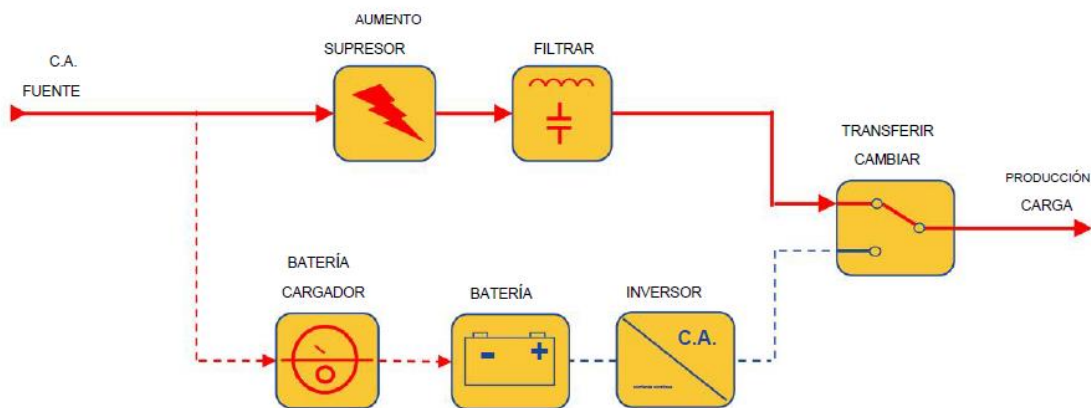 C.A.
FUENTE
AUMENTO
SUPRESOR
FILTRAR
TRANSFERIR
CAMBIAR
PRODUCCIÓN
CARGA
BATERÍA
CARGADOR
BATERÍA
INVERSOR
C.A.